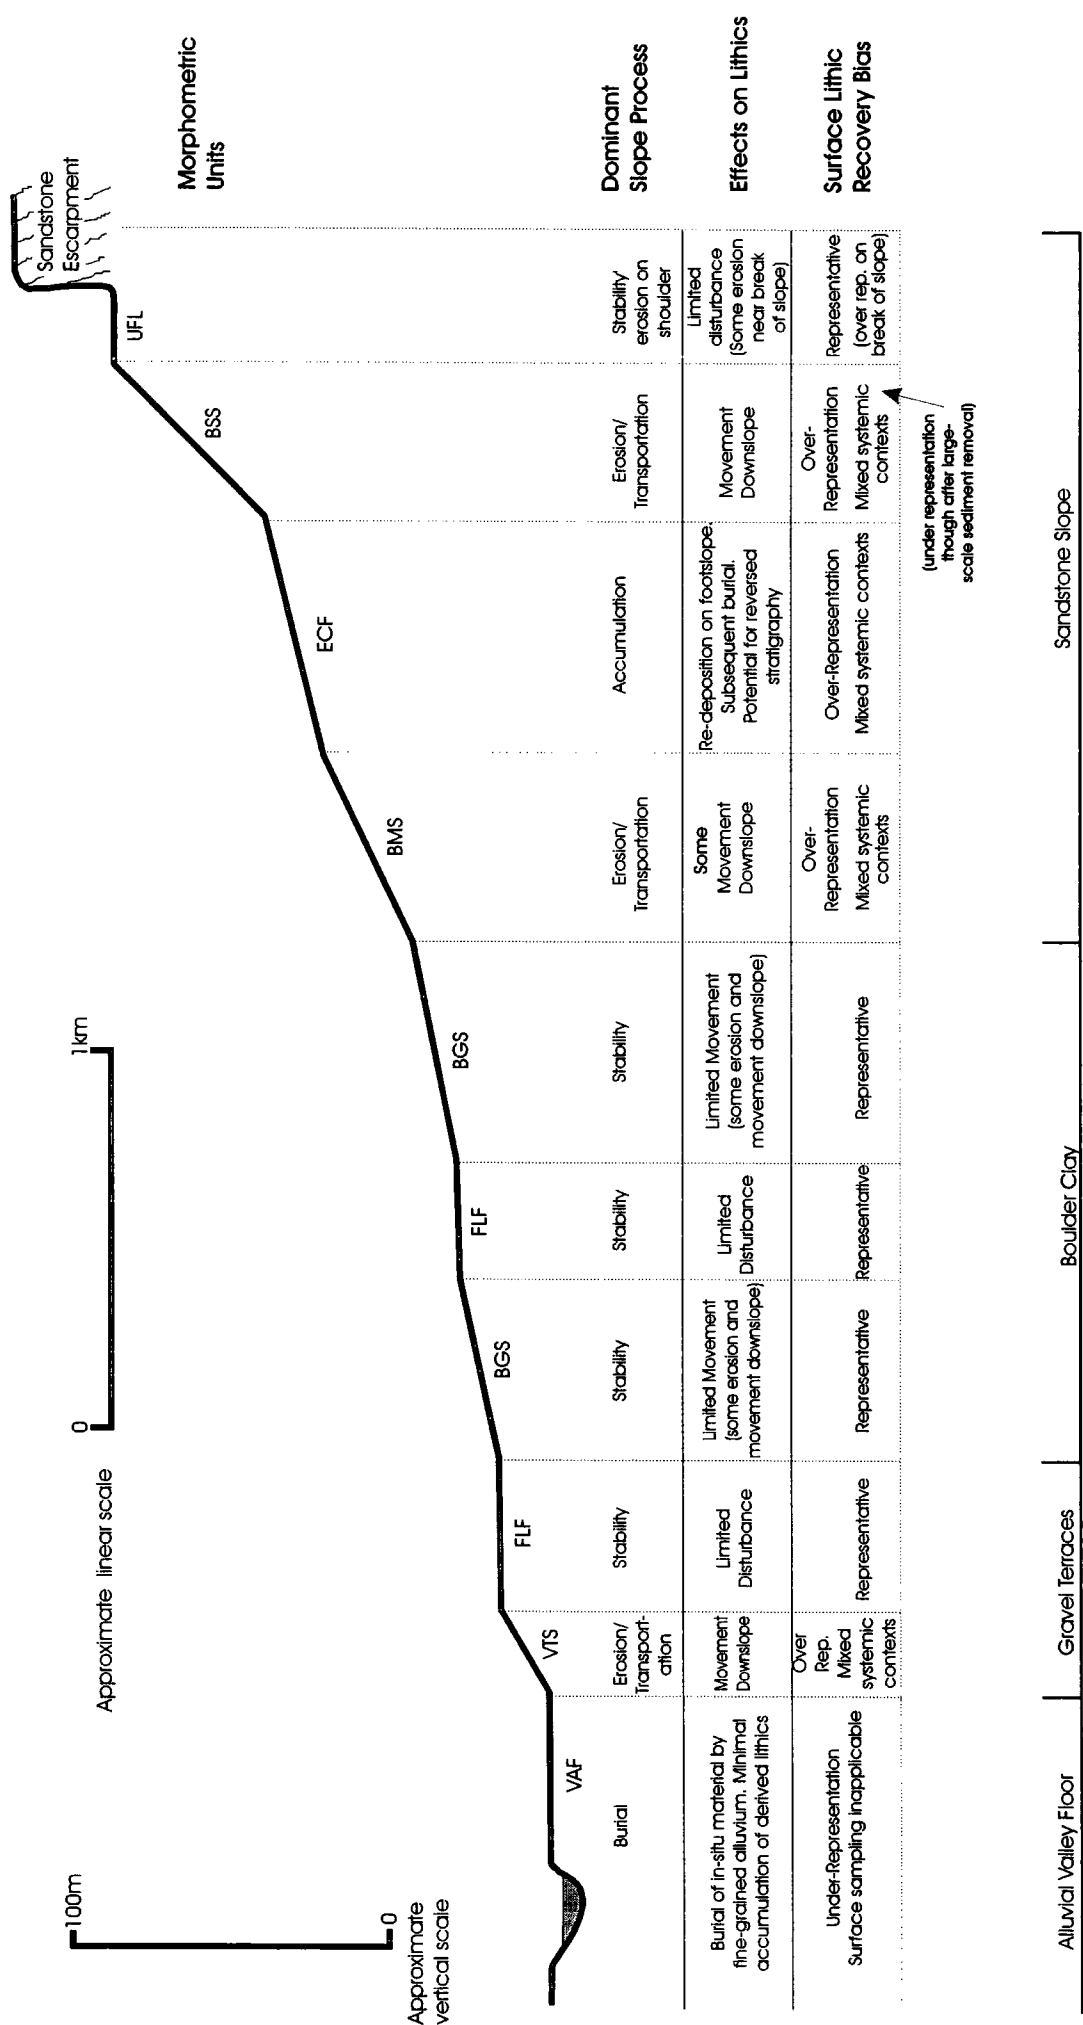 Sandstone
Escarpment
Morphometric
Units
UFL
BSS
ECF
BMS
BGS
FLF
BGS
FLF
VTS
VAF
100m
0
Approximate
vertical scale
Approximate linear scale
0
1km
Dominant
Slope Process
Burial
Erosion/
Transport-
ation
Stability
Stability
Stability
Stability
Erosion/
Transportation
Accumulation
Erosion/
Transportation
Stability
erosion on
shoulder
Effects on Lithics
Burial of in-situ material by
fine-grained alluvium. Minimal
accumulation of derived lithics
Movement
Downslope
Limited
Disturbance
Limited Movement
(some erosion and
movement downslope)
Limited
Disturbance
Limited Movement
(some erosion and
movement downslope)
Some
Movement
Downslope
Re-deposition on footslope.
Subsequent burial.
Potential for reversed
stratigraphy
Movement
Downslope
Limited
disturbance
(Some erosion
near break
of slope)
Surface Lithic
Recovery Bias
Under-Representation
Surface sampling inapplicable
Over
Rep.
Mixed
systemic
contexts
Representative
Representative
Representative
Representative
Over-
Representation
Mixed systemic
contexts
Over-Representation
Mixed systemic contexts
Over-
Representation
Mixed systemic
contexts
Representative
(over rep. on
break of slope)
(under representation
though after large-
scale sediment removal)
Alluvial Valley Floor
Gravel Terraces
Boulder Clay
Sandstone Slope